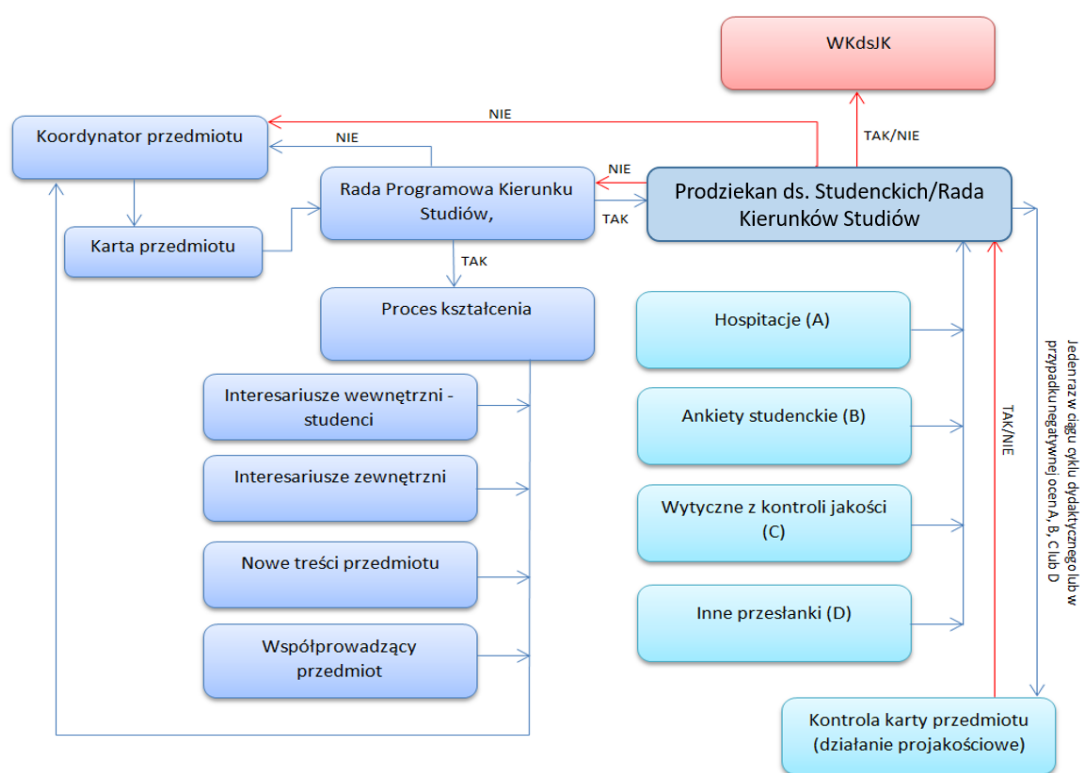 WKdsJK
NIE
TAK/NIE
Koordynator przedmiotu
NIE
Rada Programowa Kierunku
Studiów,
NIE
TAK
Prodziekan ds. Studenckich/Rada
Kierunków Studiów
Karta przedmiotu
TAK
Proces kształcenia
Hospitacje (A)
Interesariusze wewnętrzni -
studenci
Ankiety studenckie (B)
TAK/NIE
Jeden raz w ciągu cyklu dydaktycznego lub w
przypadku negatywnej ocen A, B, C lub D
Interesariusze zewnętrzni
Wytyczne z kontroli jakości
(C)
Nowe treści przedmiotu
Inne przesłanki (D)
Współprowadzący
przedmiot
Kontrola karty przedmiotu
(działanie projakościowe)